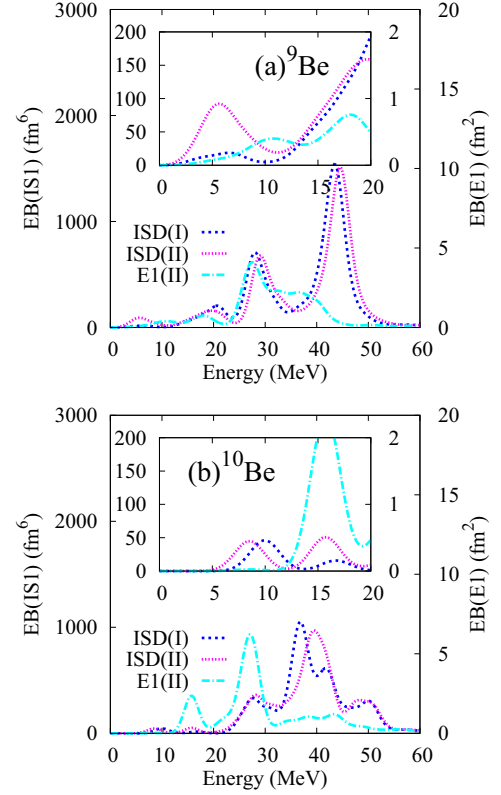 3000
2000
1000
0
EB(IS1) (fm⁶)
200
150
100
50
0
2
1
0
0 5 10 15 20
(a)⁹Be
20
15
10
5
0
EB(E1) (fm²)
ISD(I)
ISD(II)
E1(II)
0 10 20 30 40 50 60
Energy (MeV)
3000
2000
1000
0
EB(IS1) (fm⁶)
200
150
100
50
0
2
1
0
0 5 10 15 20
(b)¹⁰Be
20
15
10
5
0
EB(E1) (fm²)
ISD(I)
ISD(II)
E1(II)
0 10 20 30 40 50 60
Energy (MeV)